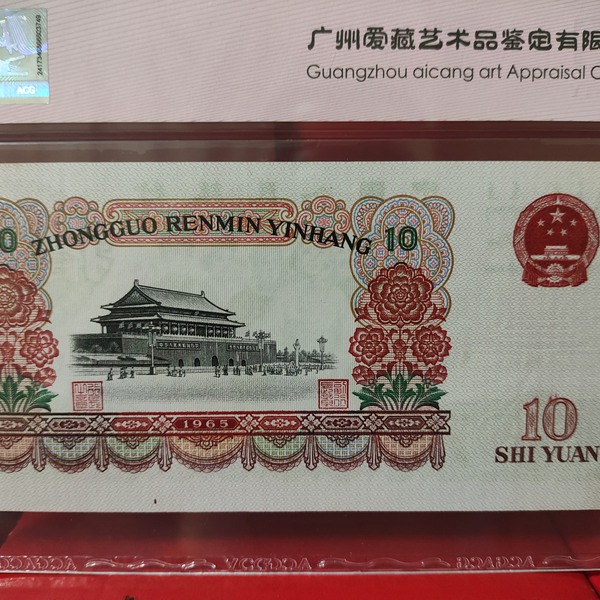 广州爱藏艺术品鉴定有限
Guangzhou aicang art Appraisal C
ACG
ZHONGGUO RENMIN YINHANG
0
10
1965
10
SHI YUAN